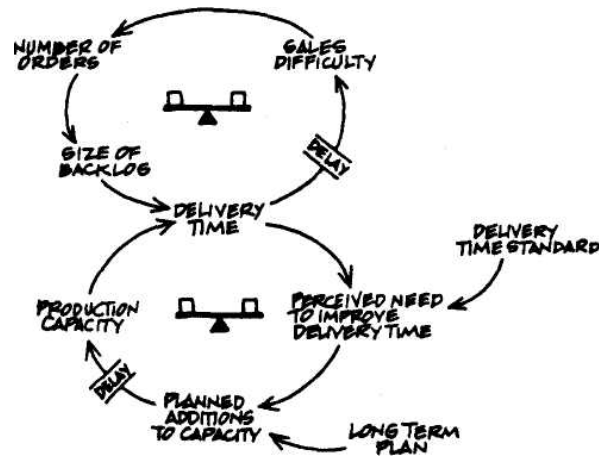 NUMBER OF
ORDERS
SALES
DIFFICULTY
DELAY
SIZE OF
BACKLOG
DELIVERY
TIME
DELIVERY
TIME STANDARD
PRODUCTION
CAPACITY
PERCEIVED NEED
TO IMPROVE
DELIVERY TIME
DELAY
PLANNED
ADDITIONS
TO CAPACITY
LONG TERM
PLAN